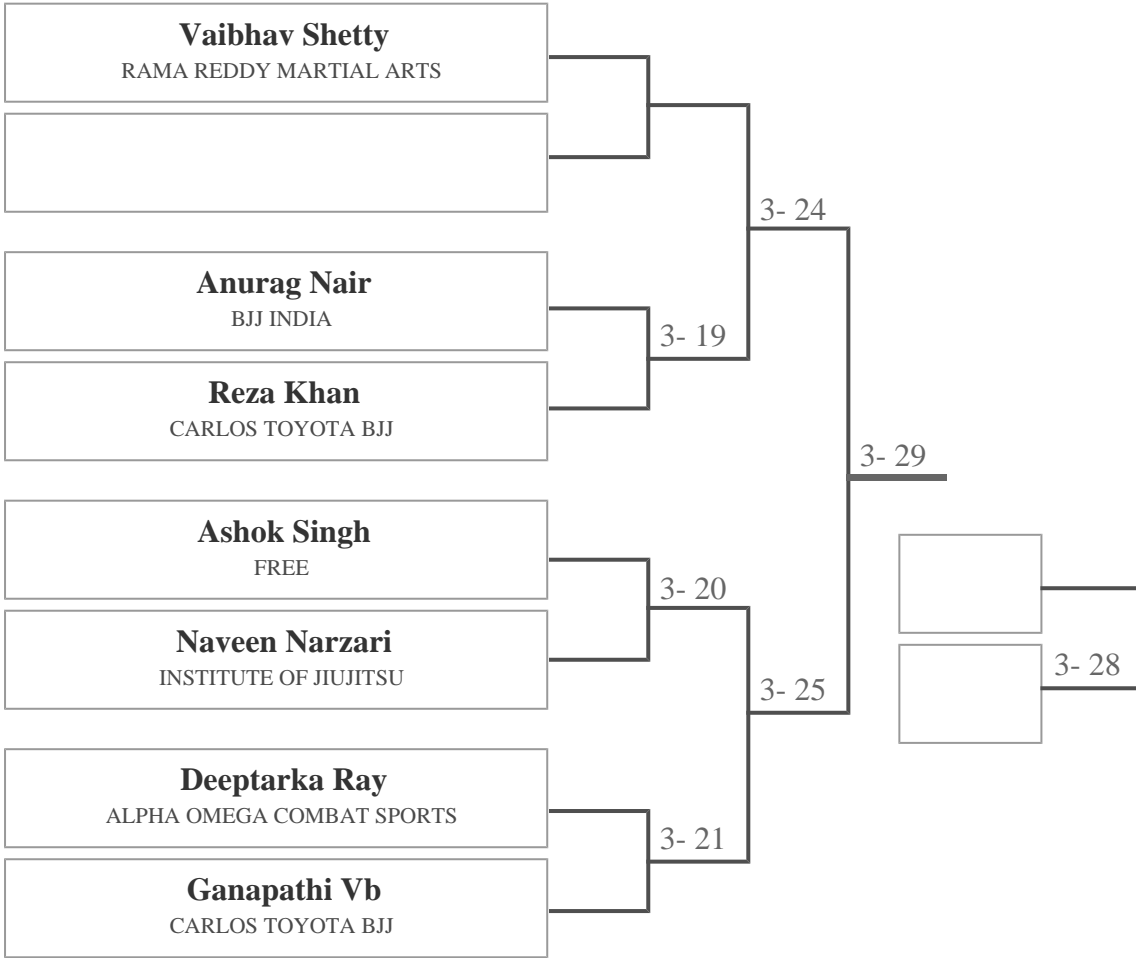 Vaibhav Shetty
RAMA REDDY MARTIAL ARTS
3- 24
Anurag Nair
BJJ INDIA
3- 19
Reza Khan
CARLOS TOYOTA BJJ
3- 29
Ashok Singh
FREE
3- 20
Naveen Narzari
INSTITUTE OF JIUJITSU
3- 28
3- 25
Deeptarka Ray
ALPHA OMEGA COMBAT SPORTS
3- 21
Ganapathi Vb
CARLOS TOYOTA BJJ